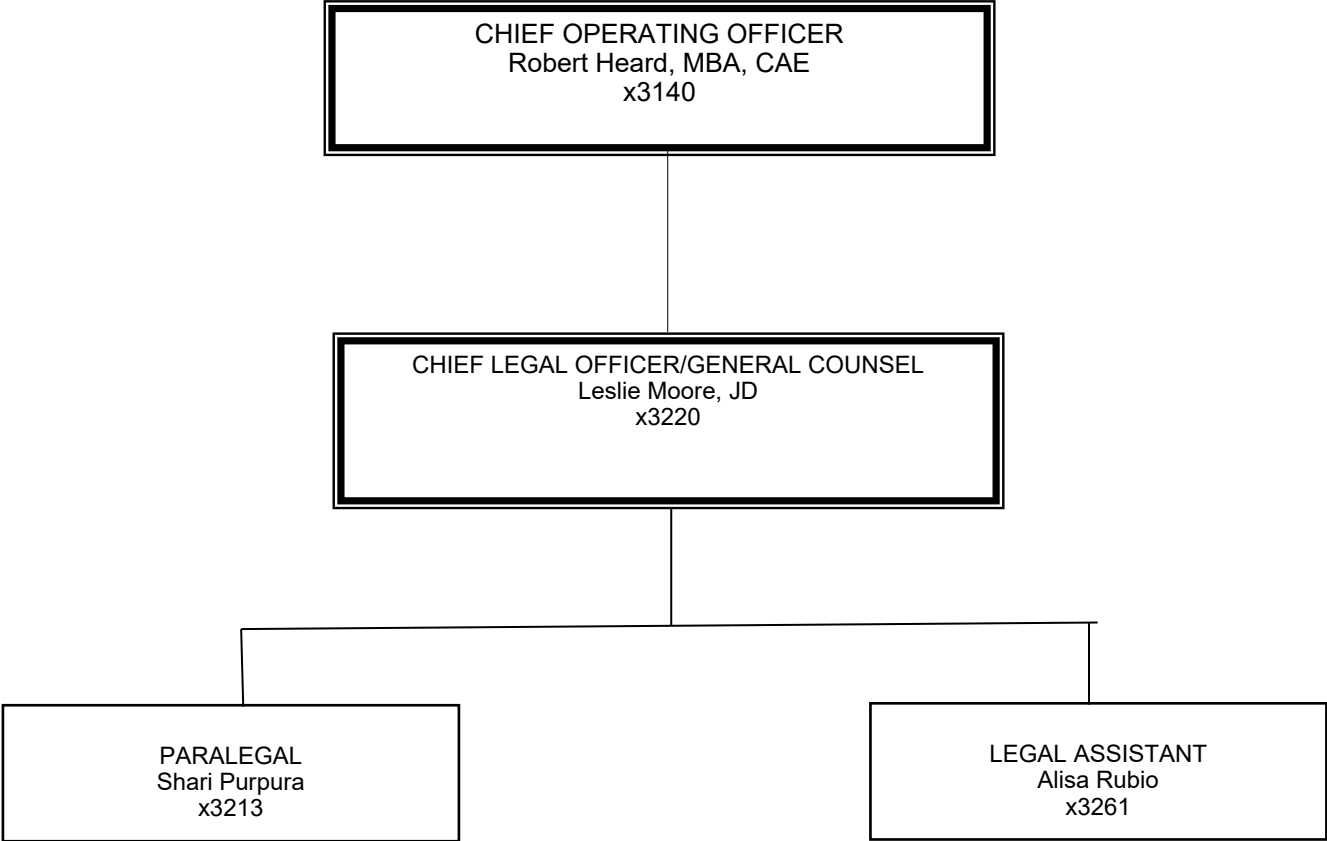 CHIEF OPERATING OFFICER
Robert Heard, MBA, CAE
x3140
CHIEF LEGAL OFFICER/GENERAL COUNSEL
Leslie Moore, JD
x3220
PARALEGAL
Shari Purpura
x3213
LEGAL ASSISTANT
Alisa Rubio
x3261